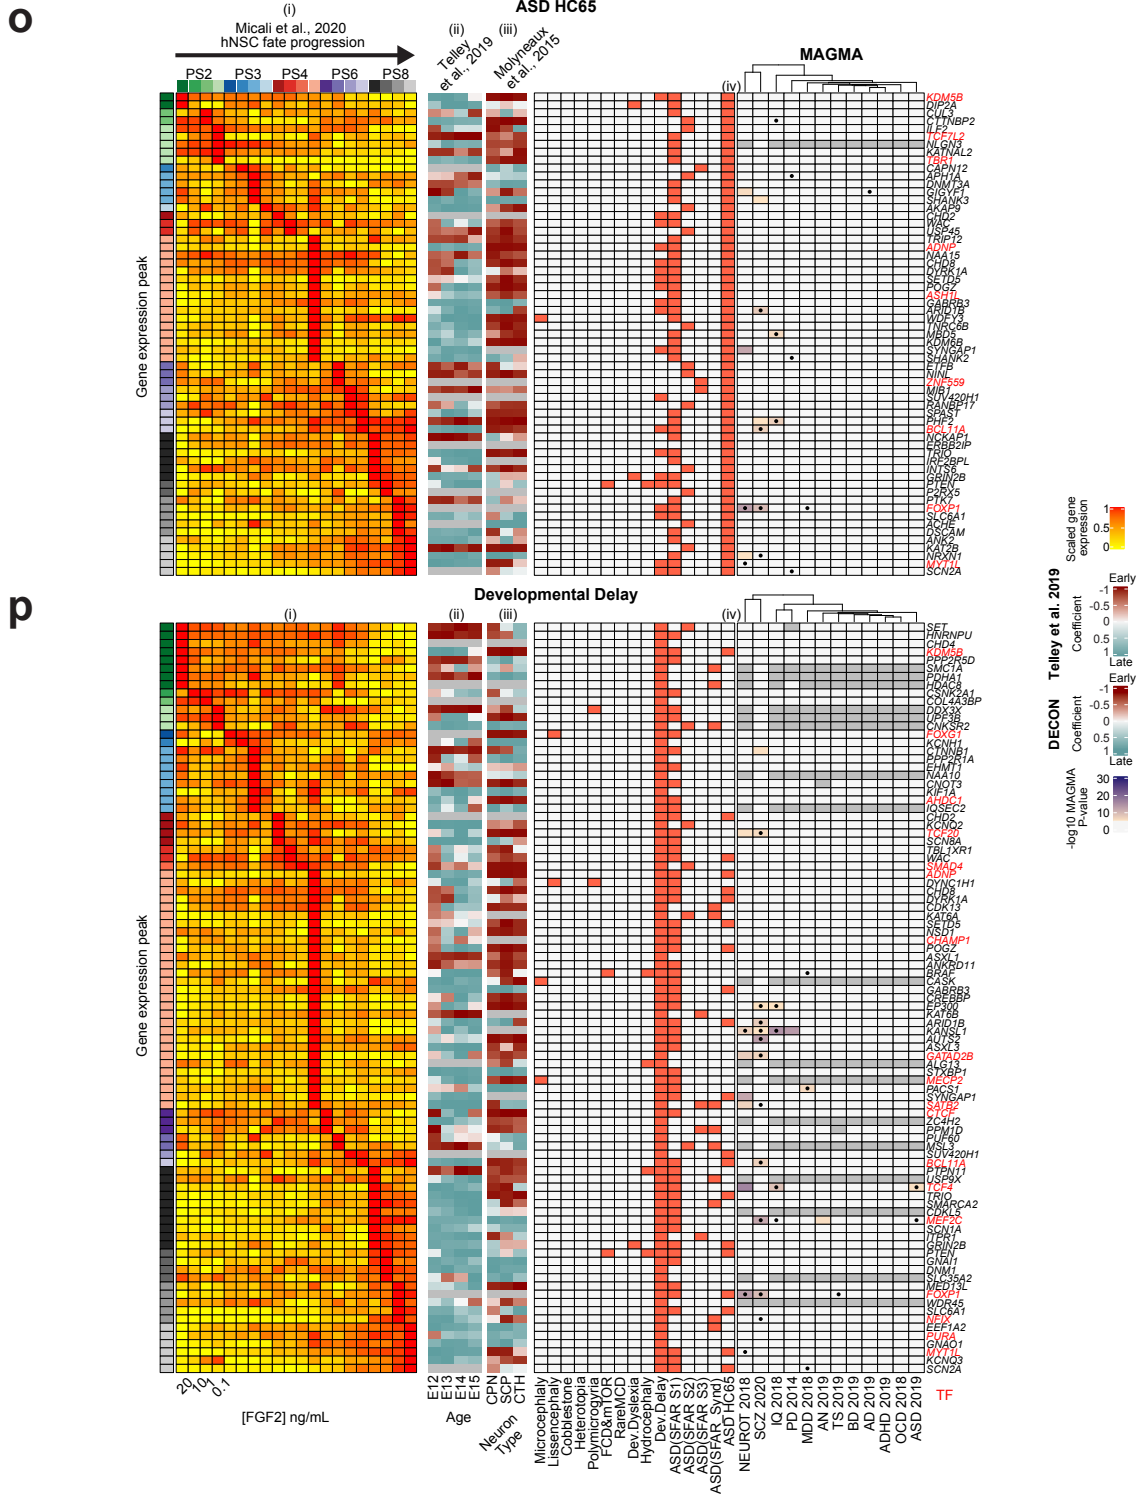 o
ASD HC65
(i)
Micali et al., 2020
hNSC fate progression
(ii)
Telley
et al., 2019
(iii)
Molyneaux
et al., 2015
MAGMA
PS2
PS3
PS4
PS6
PS8
(iv)
Gene expression peak
KDM5B
DIP2A
CUL3
CTTNBP2
ILF2
TCF7L2
NLGN3
KATNAL2
TBR1
CAPN12
APH1A
DNMT3A
GIGYF1
SHANK3
AKAP9
CHD2
WAC
USP45
TRIP12
ADNP
NAA15
CHD8
DYRK1A
SETD5
POGZ
ASH1L
GABRB3
ARID1B
WDFY3
TNRC6B
MBD5
KDM6B
SYNGAP1
SHANK2
ETFB
NINL
ZNF559
MIB1
SUV420H1
RANBP17
SPAST
PHF2
BCL11A
NCKAP1
ERBB2IP
TRIO
IRF2BPL
INTS6
GRIN2B
PTEN
P2RX5
PTK7
FOXP1
SLC6A1
ACHE
DSCAM
ANK2
KAT2B
NRXN1
MYT1L
SCN2A
p
Developmental Delay
(i)
(ii)
(iii)
(iv)
Gene expression peak
SET
HNRNPU
CHD4
KDM5B
PPP2R5D
SMC1A
PDHA1
HDAC8
CSNK2A1
COL4A3BP
DDX3X
UPF3B
CNKSR2
FOXG1
KCNH1
CTNNB1
PPP2R1A
EHMT1
NAA10
CNOT3
KIF1A
AHDC1
IQSEC2
CHD2
KCNQ2
TCF20
SCN8A
TBL1XR1
WAC
SMAD4
ADNP
DYNC1H1
CHD8
DYRK1A
CDK13
KAT6A
SETD5
NSD1
CHAMP1
POGZ
ASXL1
ANKRD11
BRAF
CASK
GABRB3
CREBBP
EP300
KAT6B
ARID1B
KANSL1
AUTS2
ASXL3
GATAD2B
ALG13
STXBP1
MECP2
PACS1
SYNGAP1
SATB2
CTCF
ZC4H2
PPM1D
PUF60
MSL3
SUV420H1
BCL11A
PTPN11
USP9X
TCF4
TRIO
SMARCA2
CDKL5
MEF2C
SCN1A
ITPR1
GRIN2B
PTEN
GNAI1
DNM1
SLC35A2
MED13L
FOXP1
WDR45
SLC6A1
NFIX
EEF1A2
PURA
GNAO1
MYT1L
KCNQ3
SCN2A
20
10
1
0.1
[FGF2] ng/mL
E12
E13
E14
E15
Age
CPN
SCP
CTH
Neuron
Type
Microcephaly
Lissencephaly
Cobblestone
Heterotopia
Polymicrogyria
FCD&mTOR
RareMCD
Dev.Dyslexia
Hydrocephaly
Dev.Delay
ASD(SFAR S1)
ASD(SFAR S2)
ASD(SFAR S3)
ASD(SFAR Synd)
ASD HC65
NEUROT 2018
SCZ 2020
IQ 2018
PD 2014
MDD 2018
AN 2019
TS 2019
BD 2019
AD 2019
ADHD 2019
OCD 2018
ASD 2019
TF
Scaled gene
expression
1
0.5
0
Telley et al. 2019
Coefficient
Early
-1
-0.5
0
0.5
1
Late
DECON
Coefficient
Early
-1
-0.5
0
0.5
1
Late
-log10 MAGMA
P-value
30
20
10
0